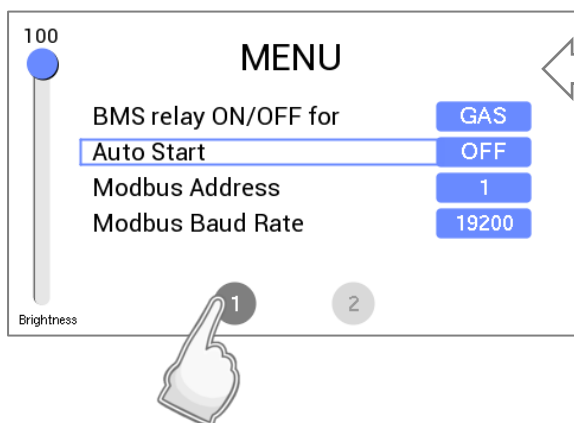 100
MENU
BMS relay ON/OFF for GAS
Auto Start OFF
Modbus Address 1
Modbus Baud Rate 19200
1 2
Brightness